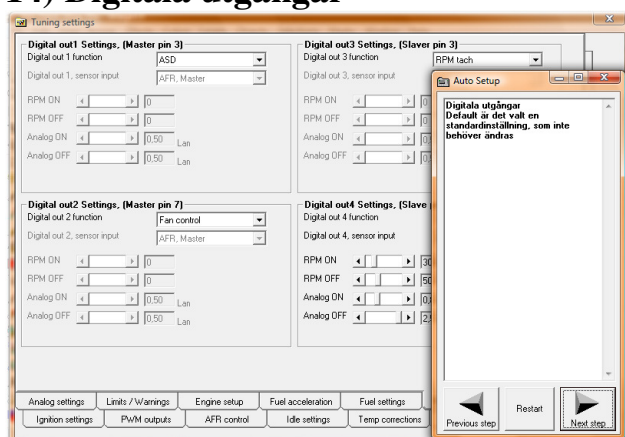 14) Digitala utgångar
Tuning settings
Digital out1 Settings, (Master pin 3)
Digital out 1 function
ASD
Digital out 1, sensor input
AFR, Master
RPM ON
0
RPM OFF
0
Analog ON
0,50
Lan
Analog OFF
0,50
Lan
Digital out3 Settings, (Slaver pin 3)
Digital out 3 function
RPM tach
Digital out 3, sensor input
RPM ON
RPM OFF
Analog ON
Analog OFF
Digital out2 Settings, (Master pin 7)
Digital out 2 function
Fan control
Digital out 2, sensor input
AFR, Master
RPM ON
0
RPM OFF
0
Analog ON
0,50
Lan
Analog OFF
0,50
Lan
Digital out4 Settings, (Slave
Digital out 4 function
Digital out 4, sensor input
RPM ON
30
RPM OFF
50
Analog ON
Analog OFF
Auto Setup
Digitala utgångar
Default är det valt en
standardinställning, som inte
behöver ändras
Previous step
Restart
Next step
Analog settings
Limits / Warnings
Engine setup
Fuel acceleration
Fuel settings
Ignition settings
PWM outputs
AFR control
Idle settings
Temp corrections